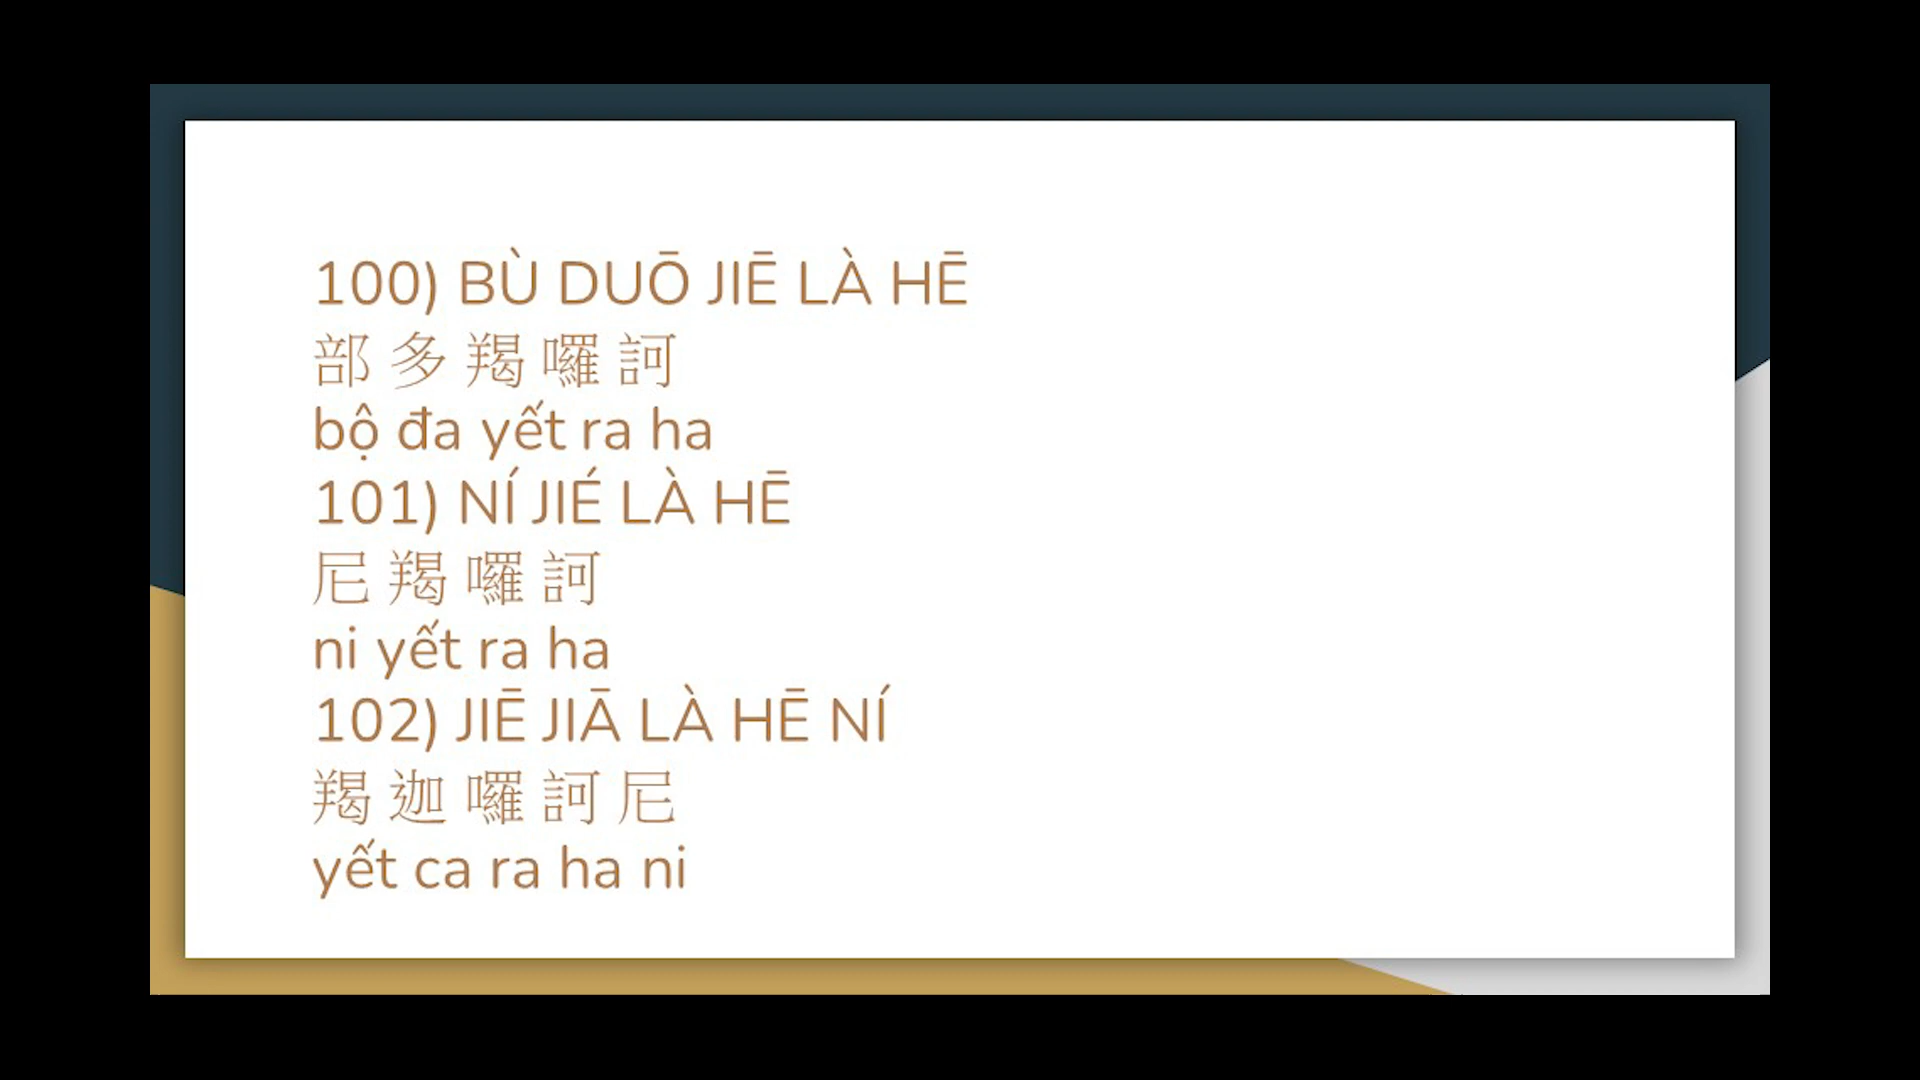 100) BÙ DUŌ JIĒ LÀ HĒ
部 多 羯 囉 訶
bộ đa yết ra ha
101) NÍ JIÉ LÀ HĒ
尼 羯 囉 訶
ni yết ra ha
102) JIĒ JIĀ LÀ HĒ NÍ
羯 迦 囉 訶 尼
yết ca ra ha ni